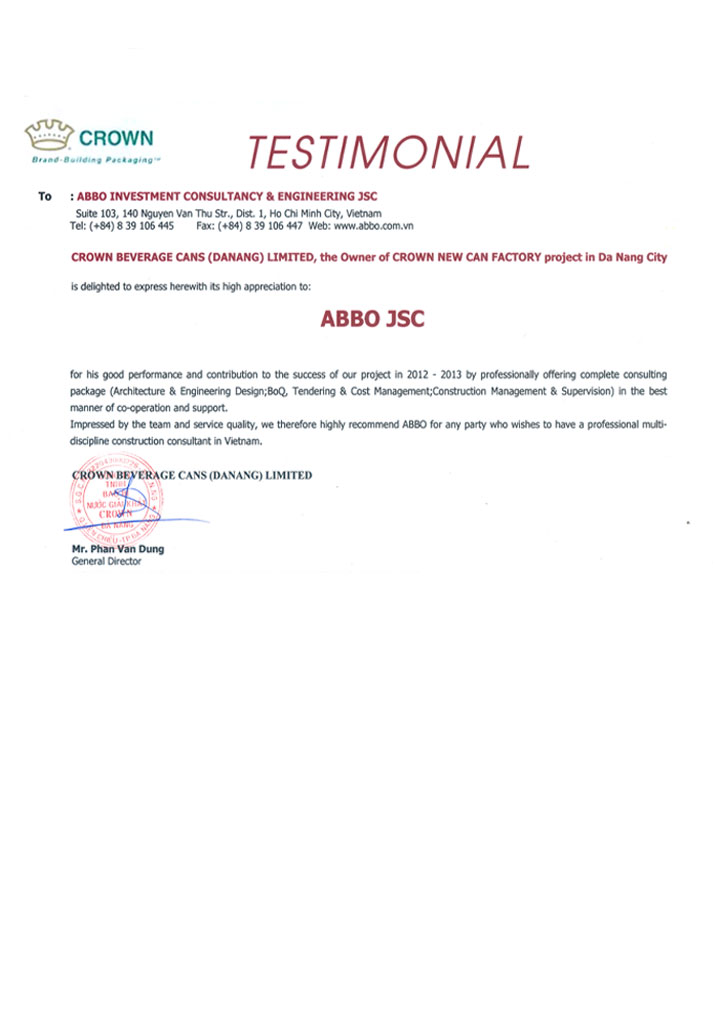 CROWN
Brand-Building Packaging™
TESTIMONIAL
To : ABBO INVESTMENT CONSULTANCY & ENGINEERING JSC
Suite 103, 140 Nguyen Van Thu Str., Dist. 1, Ho Chi Minh City, Vietnam
Tel: (+84) 8 39 106 445 Fax: (+84) 8 39 106 447 Web: www.abbo.com.vn
CROWN BEVERAGE CANS (DANANG) LIMITED, the Owner of CROWN NEW CAN FACTORY project in Da Nang City
is delighted to express herewith its high appreciation to:
ABBO JSC
for his good performance and contribution to the success of our project in 2012 - 2013 by professionally offering complete consulting
package (Architecture & Engineering Design;BoQ, Tendering & Cost Management;Construction Management & Supervision) in the best
manner of co-operation and support.
Impressed by the team and service quality, we therefore highly recommend ABBO for any party who wishes to have a professional multi-
discipline construction consultant in Vietnam.
CROWN BEVERAGE CANS (DANANG) LIMITED
NƯỚC GIẢI KHÁT
CROWN
ĐÀ NẴNG
Mr. Phan Van Dung
General Director